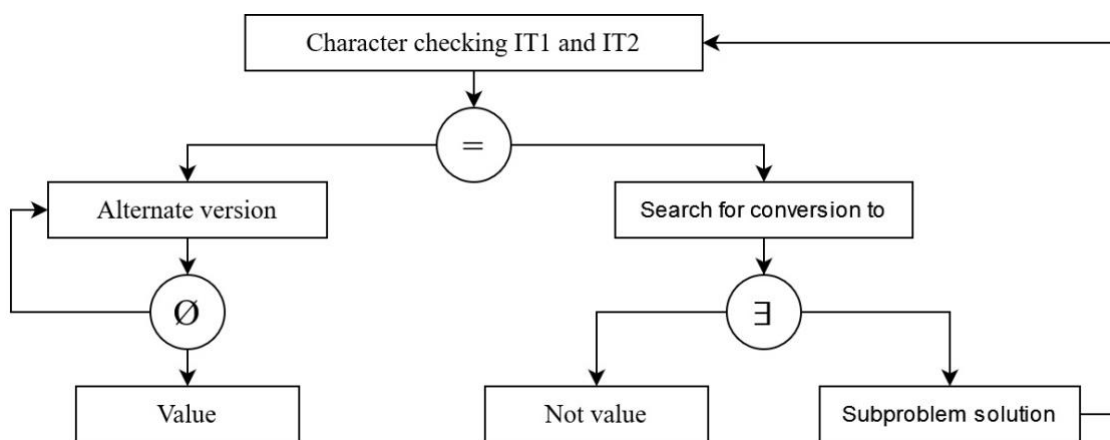 Character checking IT1 and IT2
=
Alternate version
Search for conversion to
Ø
∃
Value
Not value
Subproblem solution